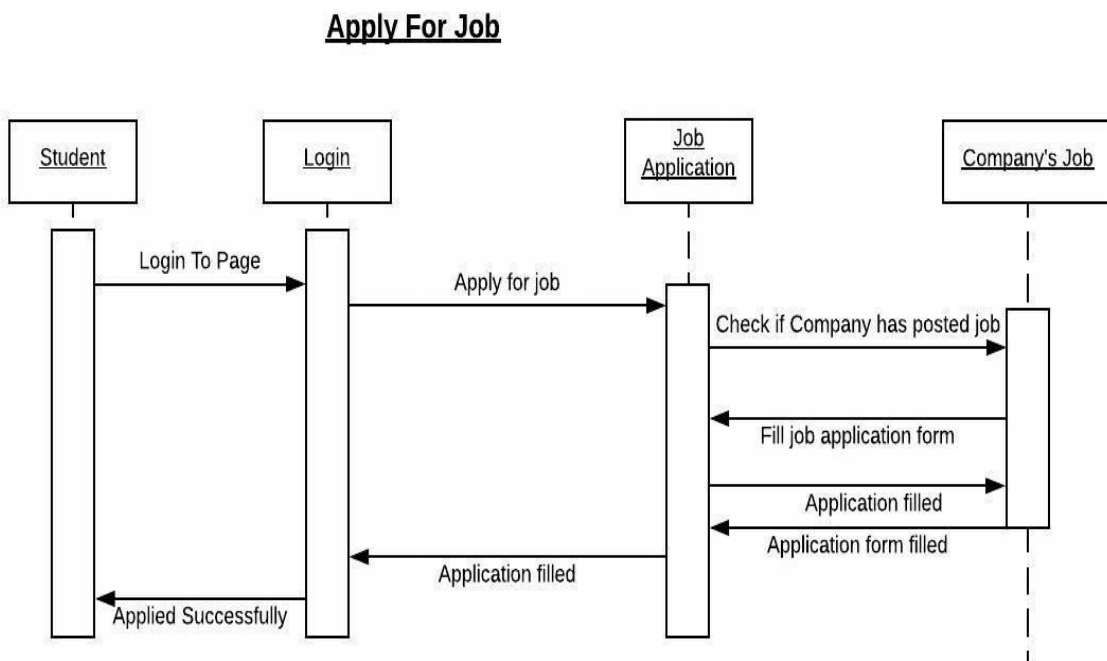 Apply For Job
Student
Login
Job
Application
Company's Job
Login To Page
Apply for job
Check if Company has posted job
Fill job application form
Application filled
Application form filled
Application filled
Applied Successfully